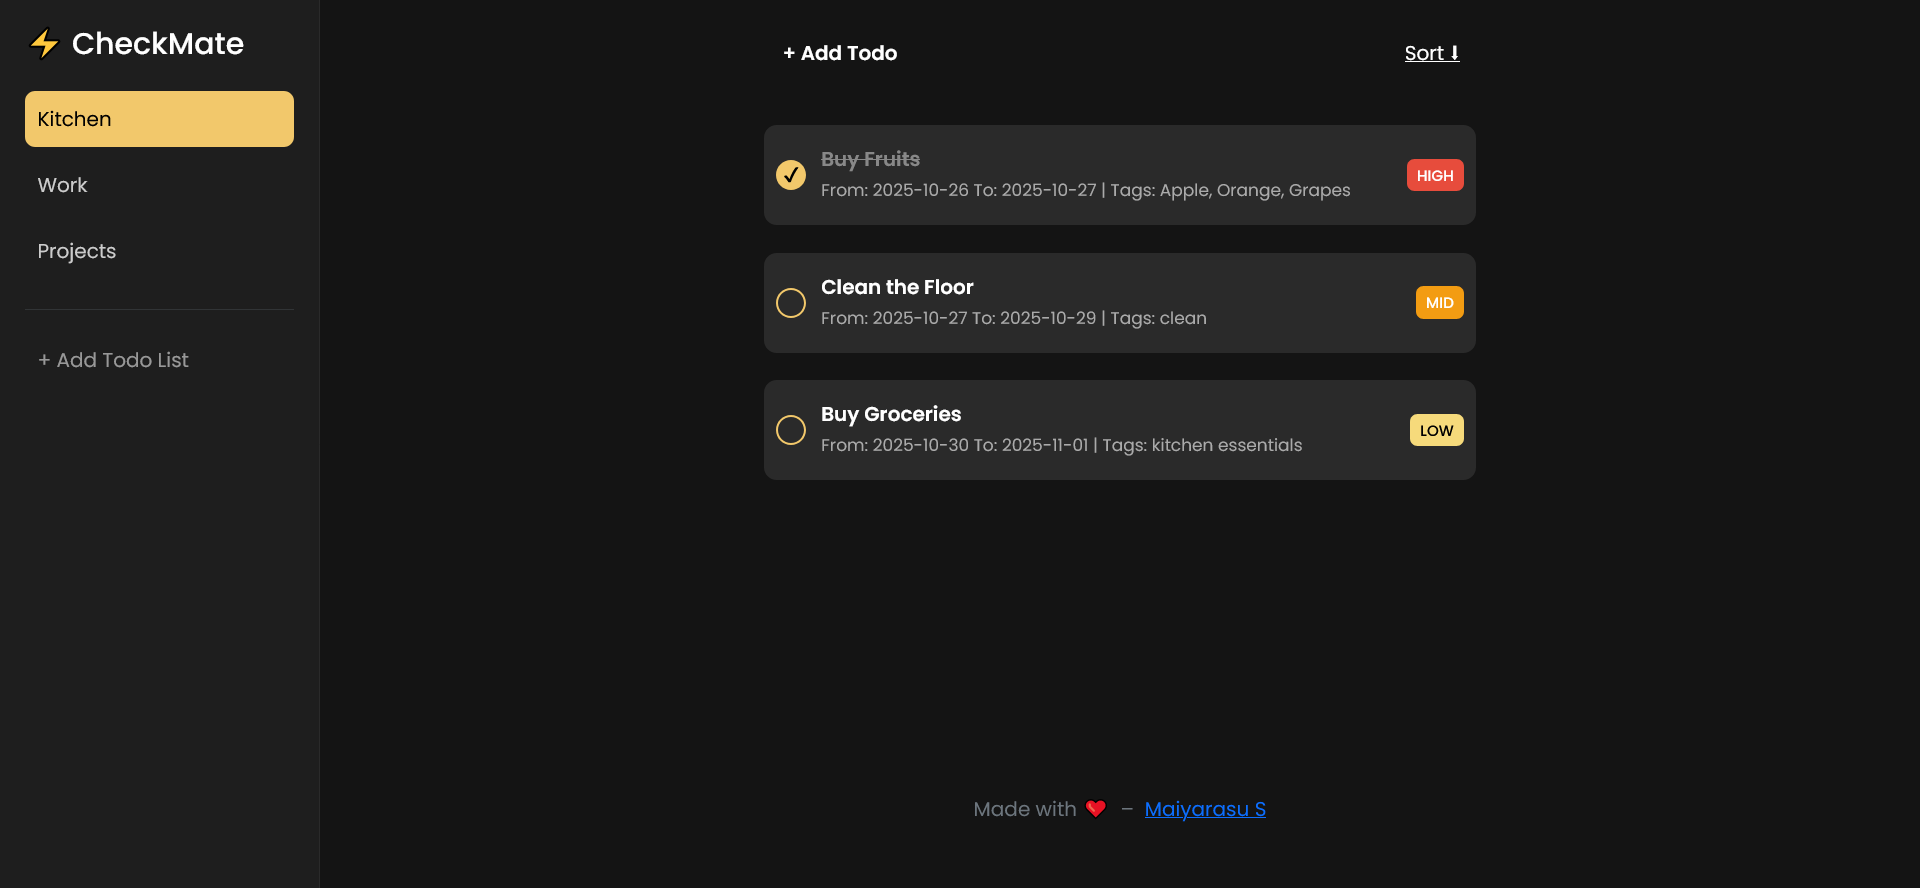 ⚡ CheckMate
Kitchen
Work
Projects
+ Add Todo List
+ Add Todo
Sort ⬇
Buy Fruits
From: 2025-10-26 To: 2025-10-27 | Tags: Apple, Orange, Grapes
HIGH
Clean the Floor
From: 2025-10-27 To: 2025-10-29 | Tags: clean
MID
Buy Groceries
From: 2025-10-30 To: 2025-11-01 | Tags: kitchen essentials
LOW
Made with ❤️ – Maiyarasu S